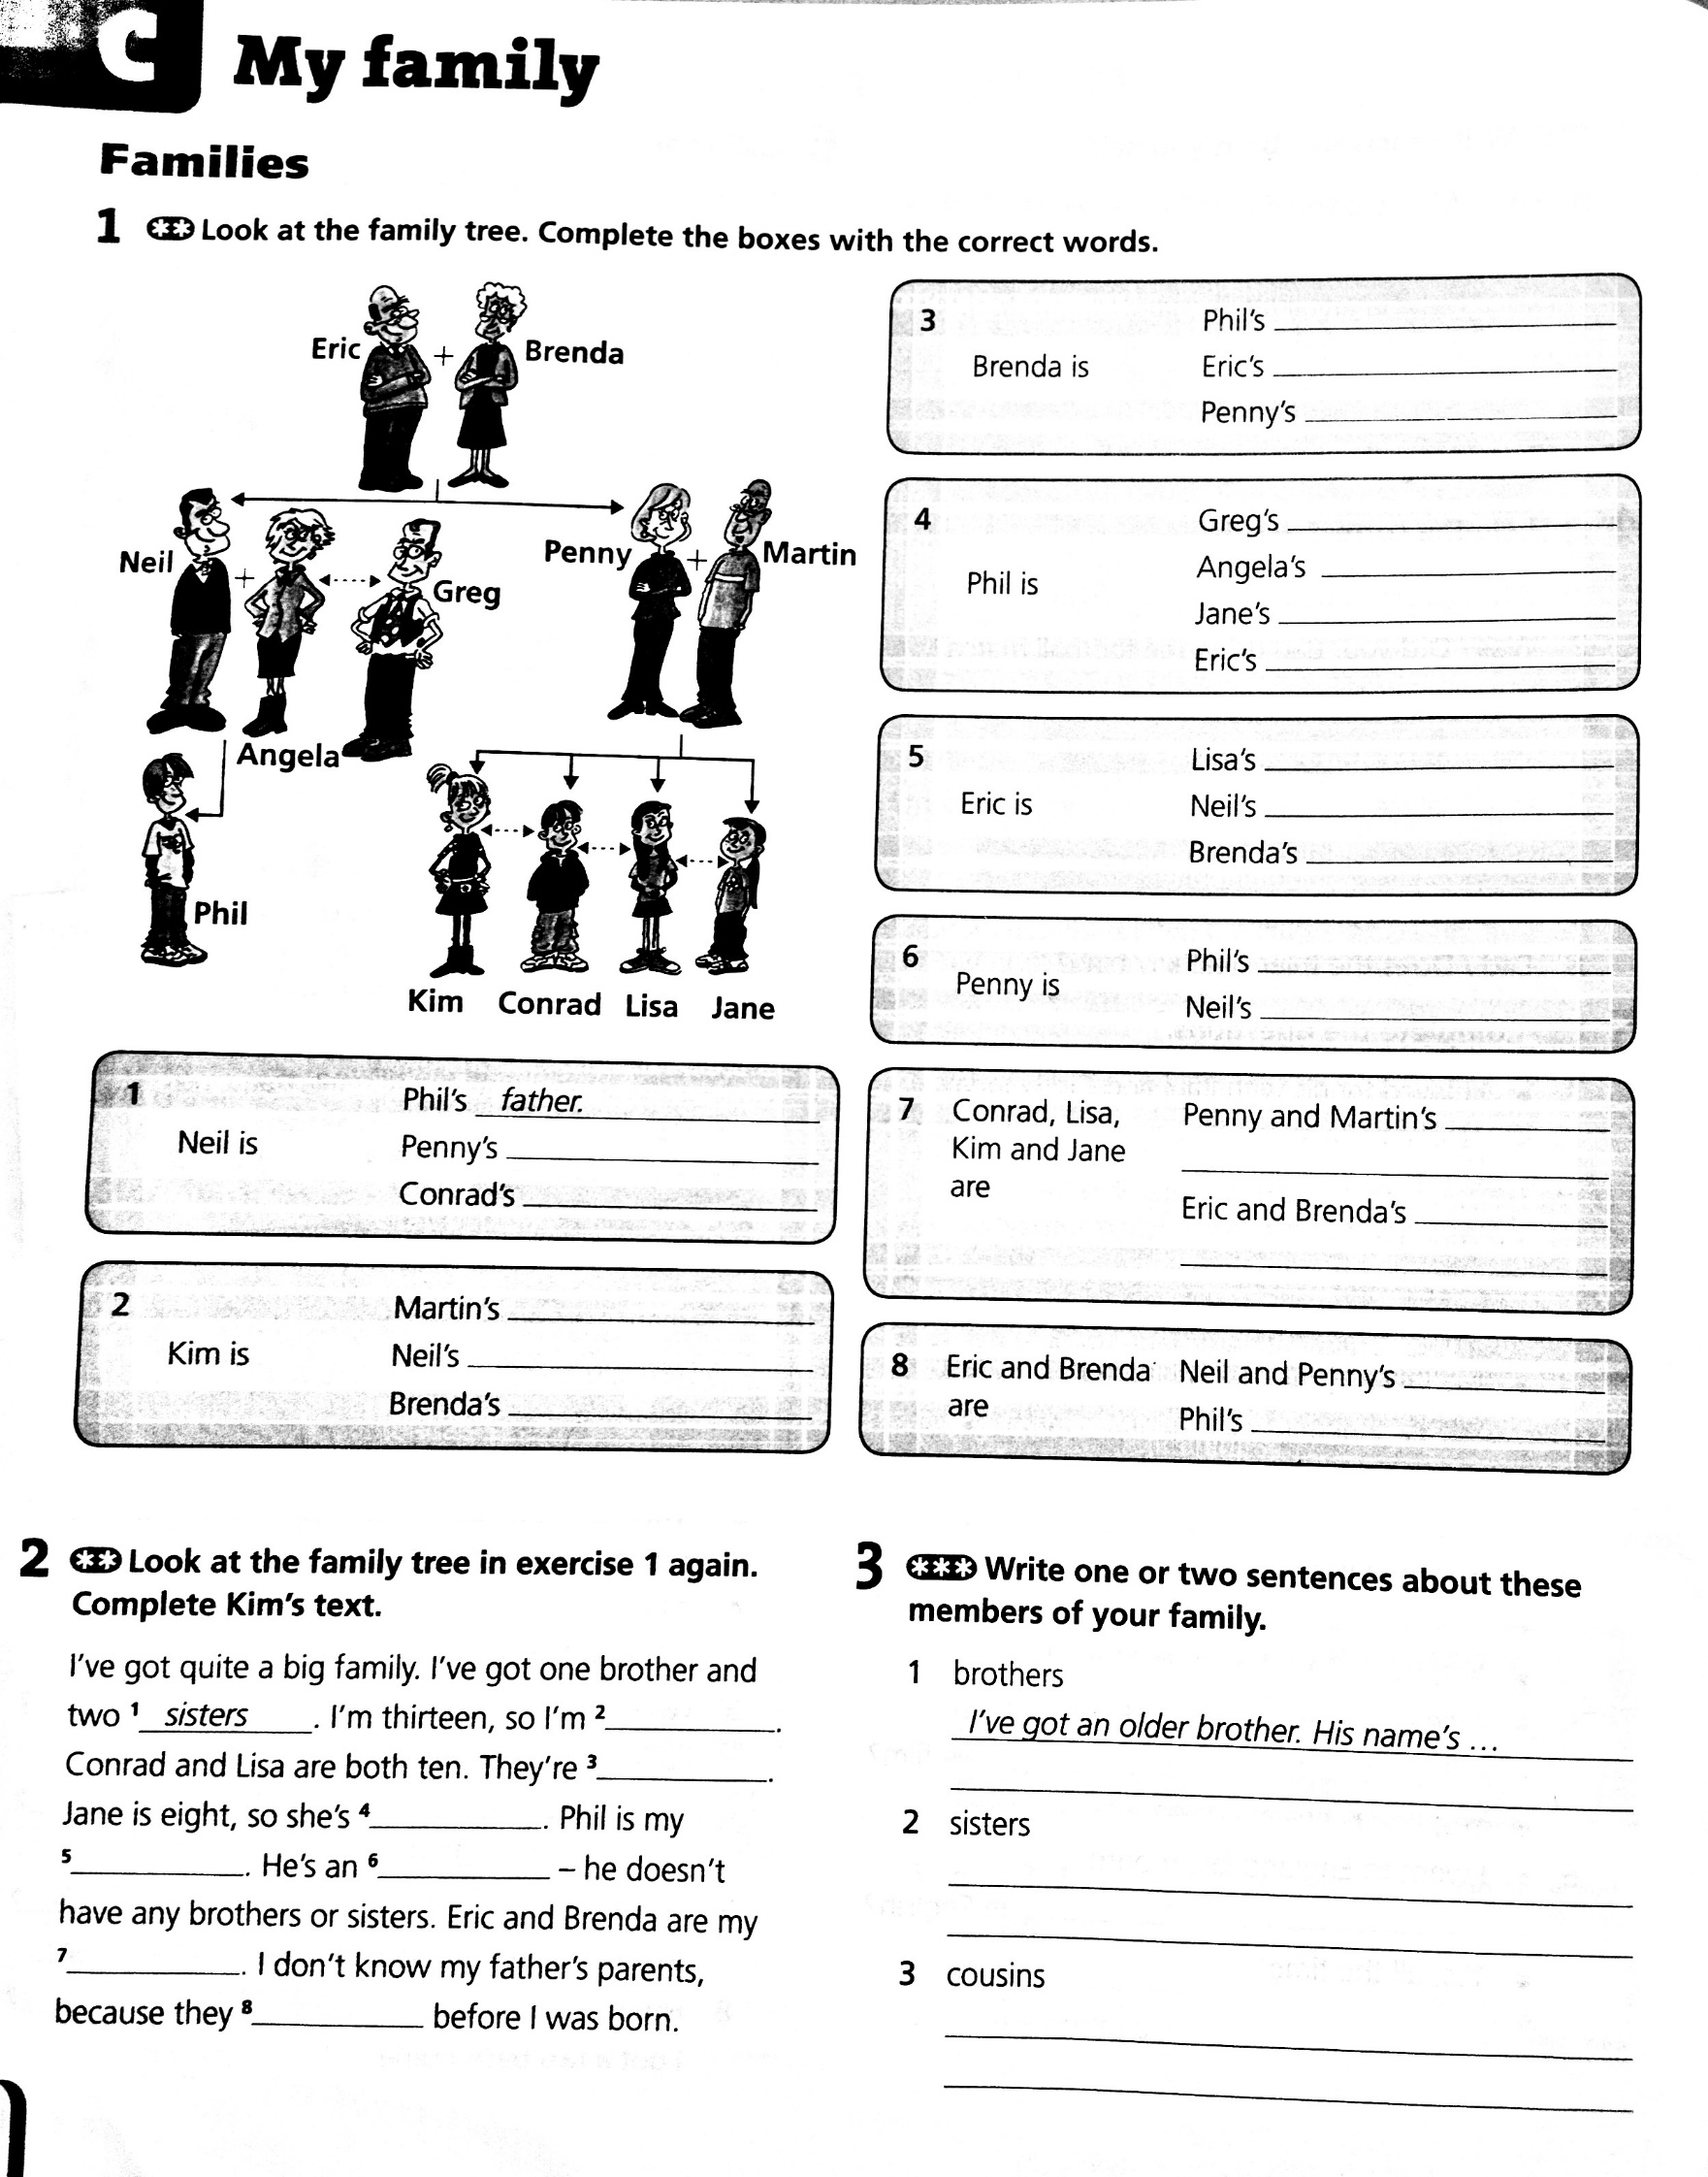 C My family
Families
1 ** Look at the family tree. Complete the boxes with the correct words.
Eric + Brenda
Neil + Greg
Penny + Martin
Angela
Phil
Kim Conrad Lisa Jane
1 Phil's father.
Neil is Penny's
Conrad's
2 Martin's
Kim is Neil's
Brenda's
3 Phil's
Brenda is Eric's
Penny's
4 Greg's
Angela's
Phil is
Jane's
Eric's
5 Lisa's
Eric is Neil's
Brenda's
6 Phil's
Penny is
Neil's
7 Conrad, Lisa, Penny and Martin's
Kim and Jane
are
Eric and Brenda's
8 Eric and Brenda Neil and Penny's
are Phil's
2 ** Look at the family tree in exercise 1 again.
Complete Kim's text.
I've got quite a big family. I've got one brother and
two 1 sisters. I'm thirteen, so I'm 2 ______.
Conrad and Lisa are both ten. They're 3 ______.
Jane is eight, so she's 4 ______. Phil is my
5 ______. He's an 6 ______ – he doesn't
have any brothers or sisters. Eric and Brenda are my
7 ______. I don't know my father's parents,
because they 8 ______ before I was born.
3 *** Write one or two sentences about these
members of your family.
1 brothers
I've got an older brother. His name's ...
2 sisters
3 cousins